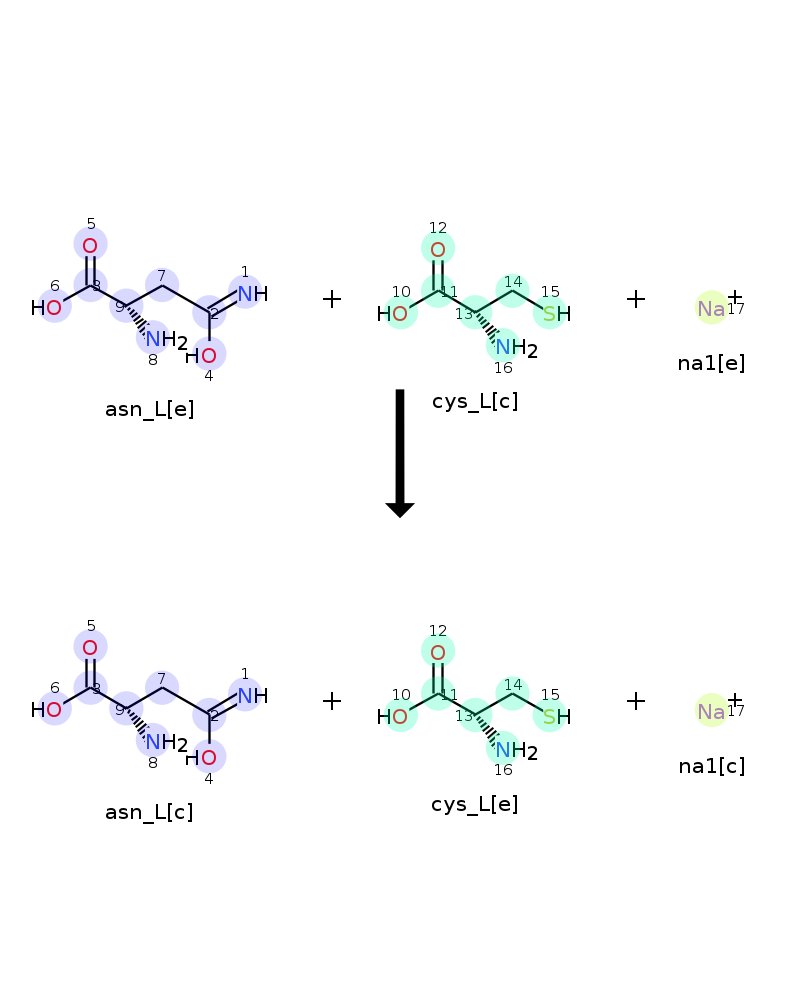 5 12
O O
6 3 7 1 10 11 14 15
HO 9 2 NH + HO 13 SH + Na+ 17
NH2 HO NH2
8 4 16
asn_L[e] cys_L[c] na1[e]
5 12
O O
6 3 7 1 10 11 14 15
HO 9 2 NH + HO 13 SH + Na+ 17
NH2 HO NH2
8 4 16
asn_L[c] cys_L[e] na1[c]